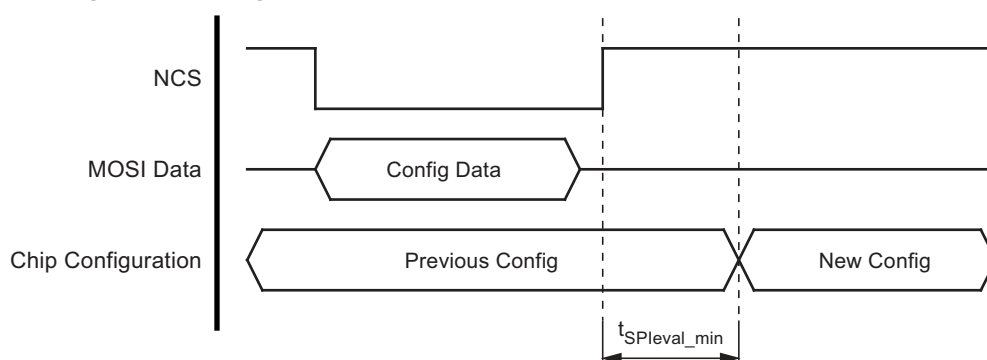 NCS
MOSI Data
Config Data
Chip Configuration
Previous Config
New Config
tSPIeval_min